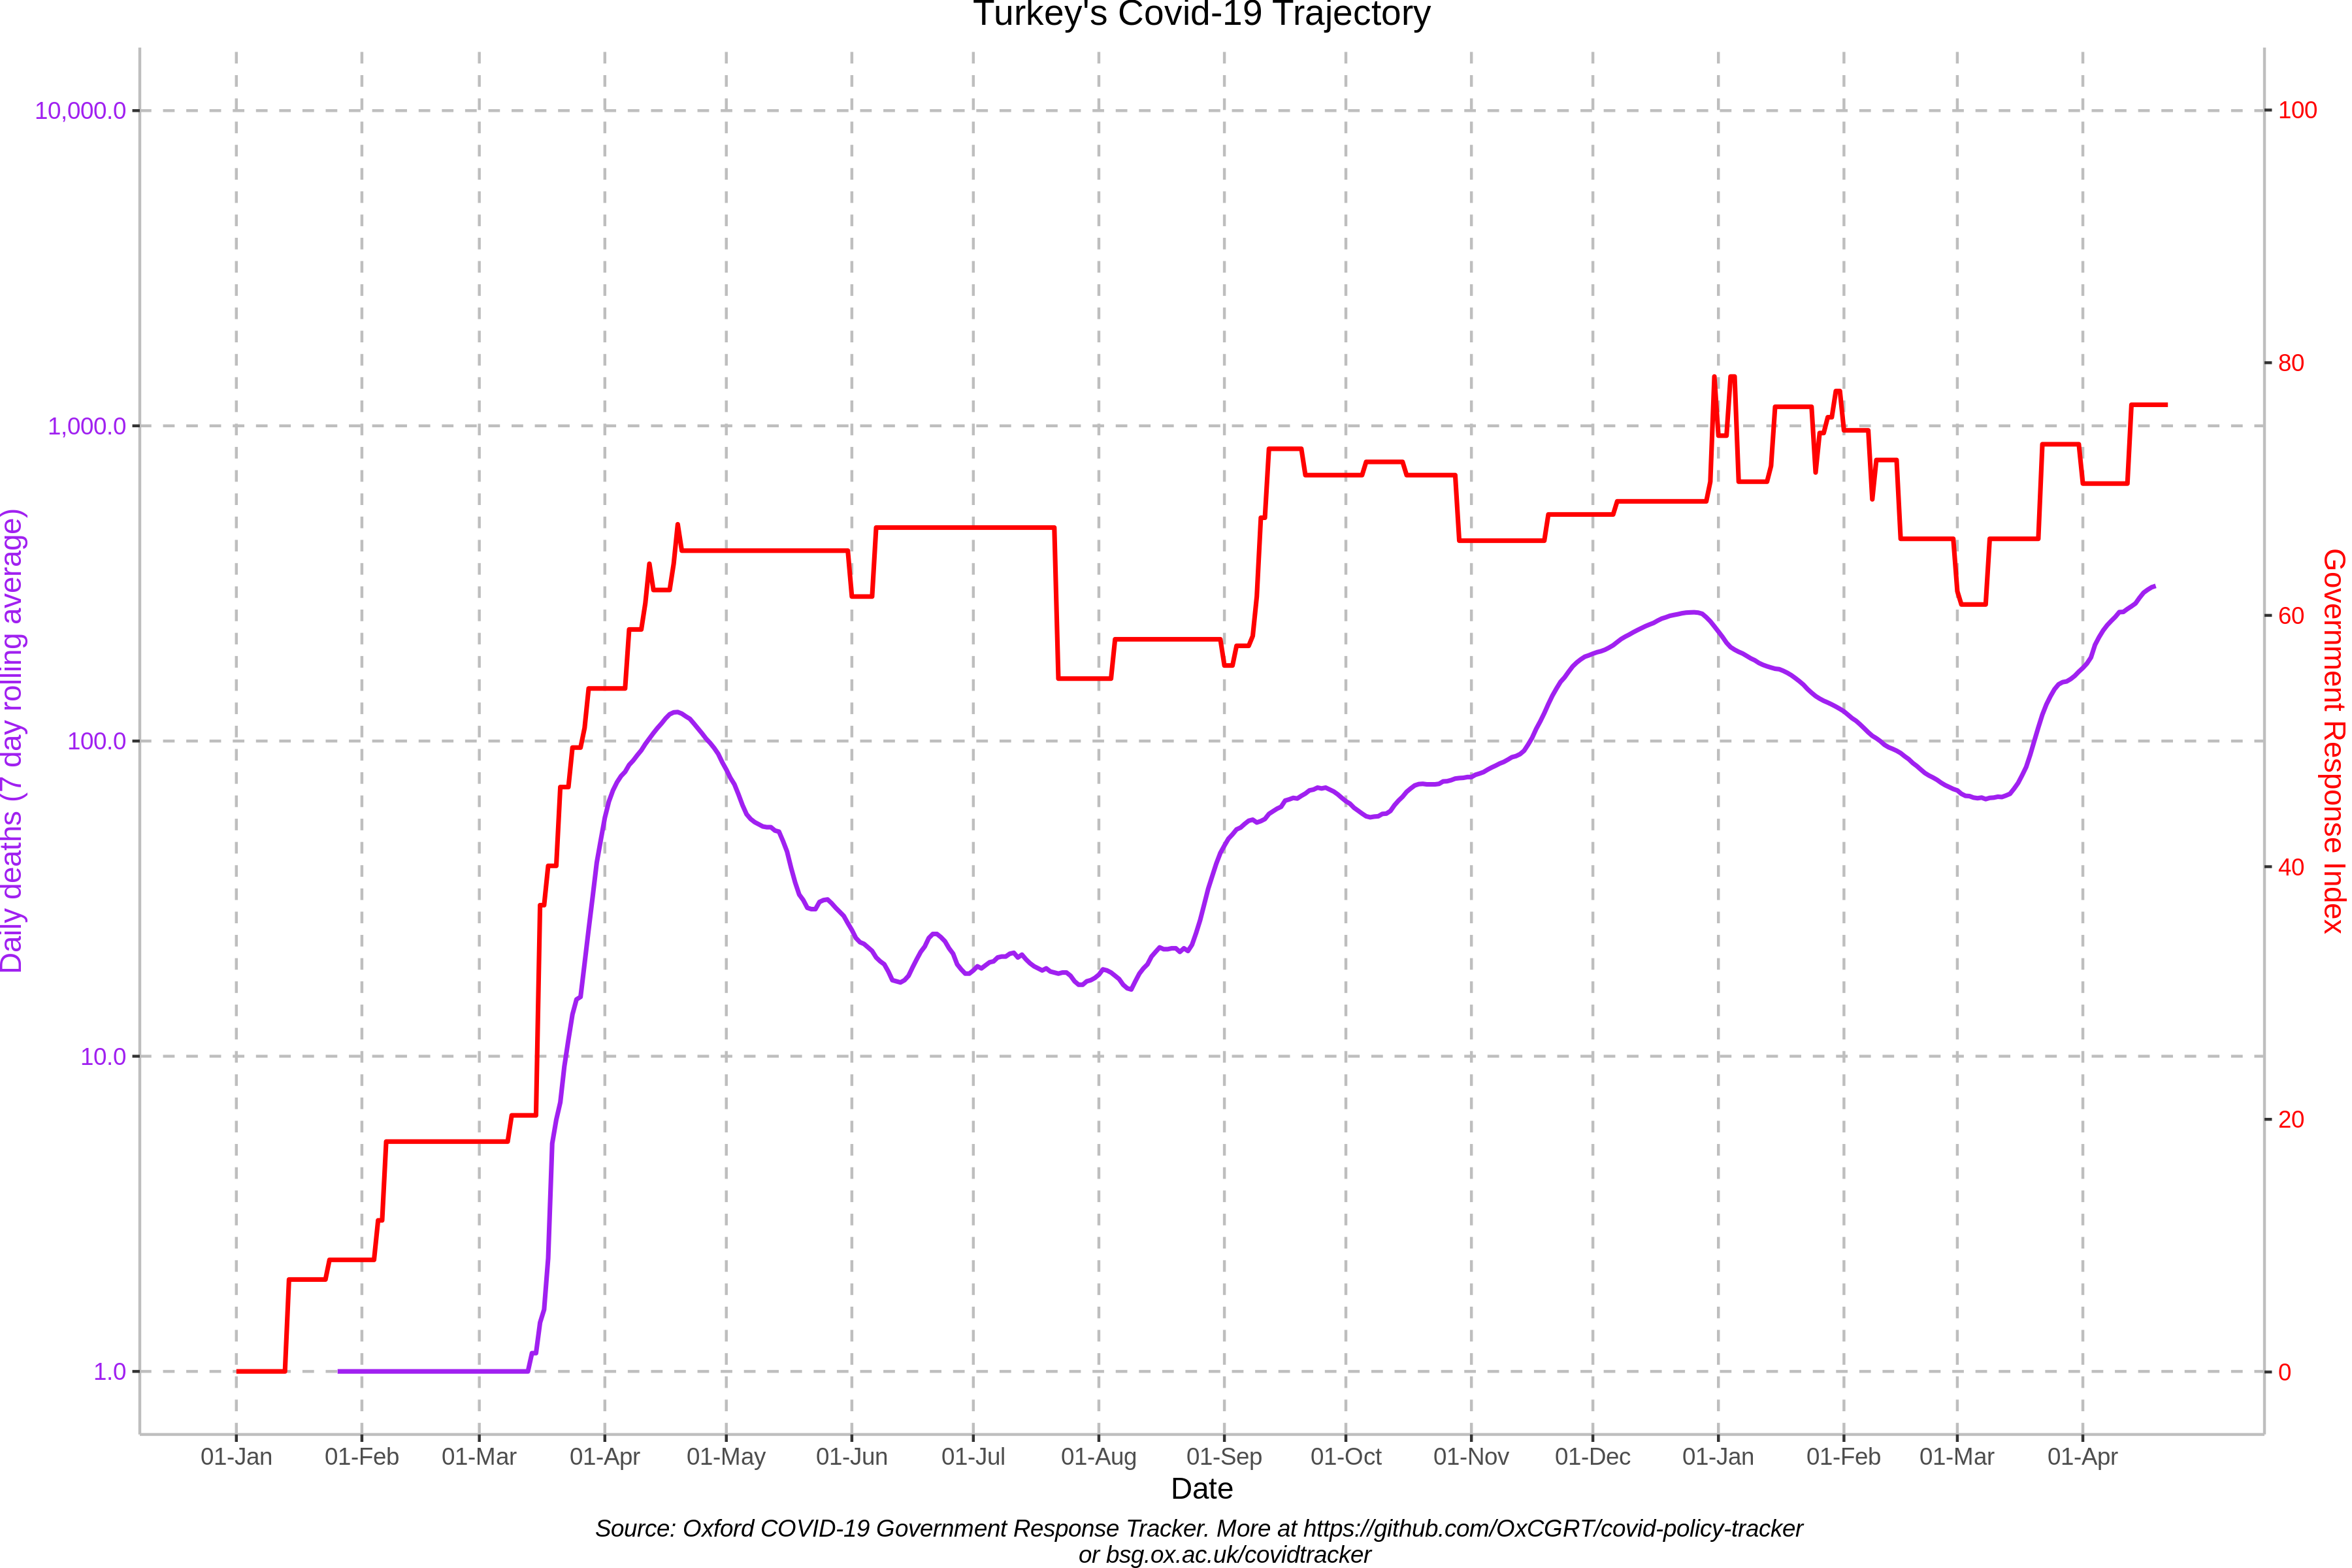 Turkey's Covid-19 Trajectory
10,000.0
1,000.0
100.0
10.0
1.0
Daily deaths (7 day rolling average)
100
80
60
40
20
0
Government Response Index
01-Jan 01-Feb 01-Mar 01-Apr 01-May 01-Jun 01-Jul 01-Aug 01-Sep 01-Oct 01-Nov 01-Dec 01-Jan 01-Feb 01-Mar 01-Apr
Date
Source: Oxford COVID-19 Government Response Tracker. More at https://github.com/OxCGRT/covid-policy-tracker
or bsg.ox.ac.uk/covidtracker